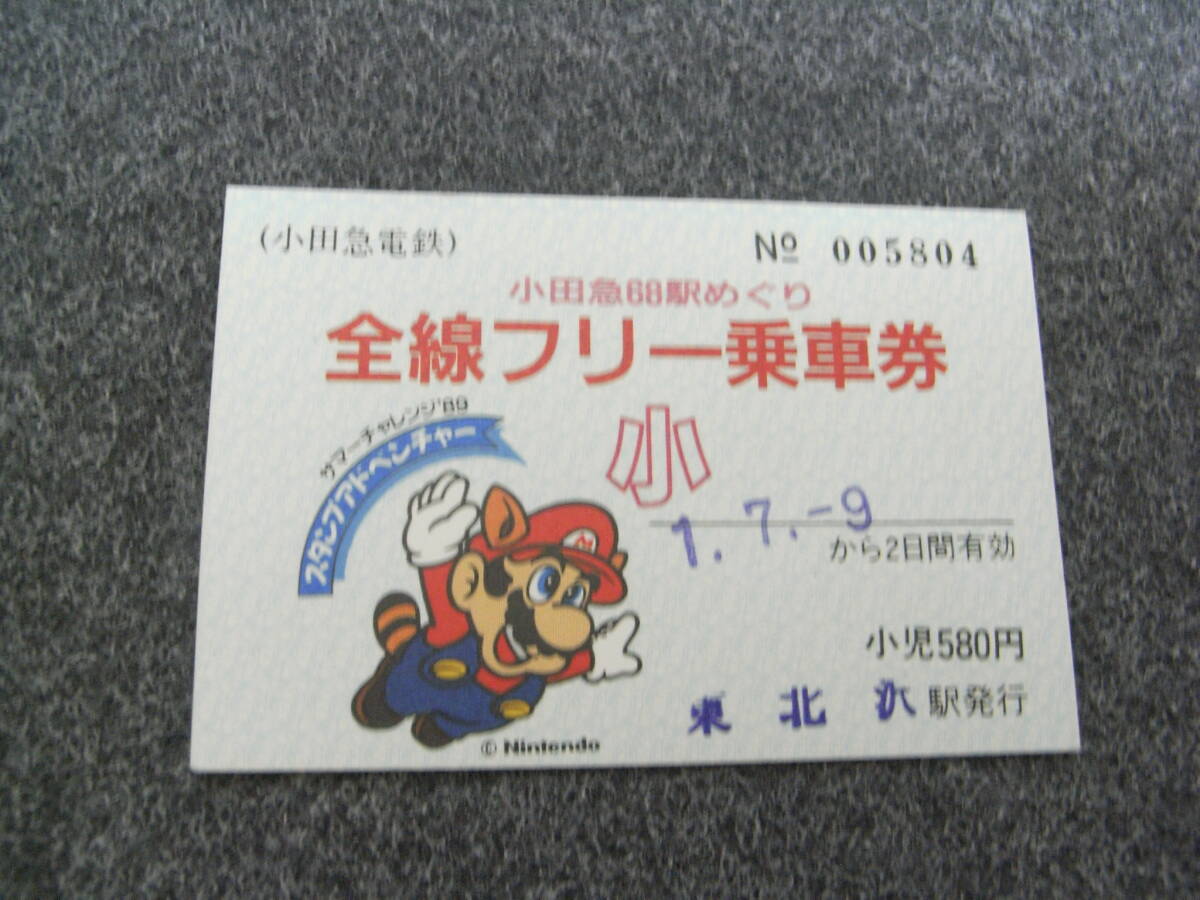 (小田急電鉄)
Nº 005804
小田急68駅めぐり
全線フリー乗車券
サマーチャレンジ'89
スタンプアドベンチャー
小
1.7.-9
から2日間有効
小児580円
東北沢駅発行
© Nintendo